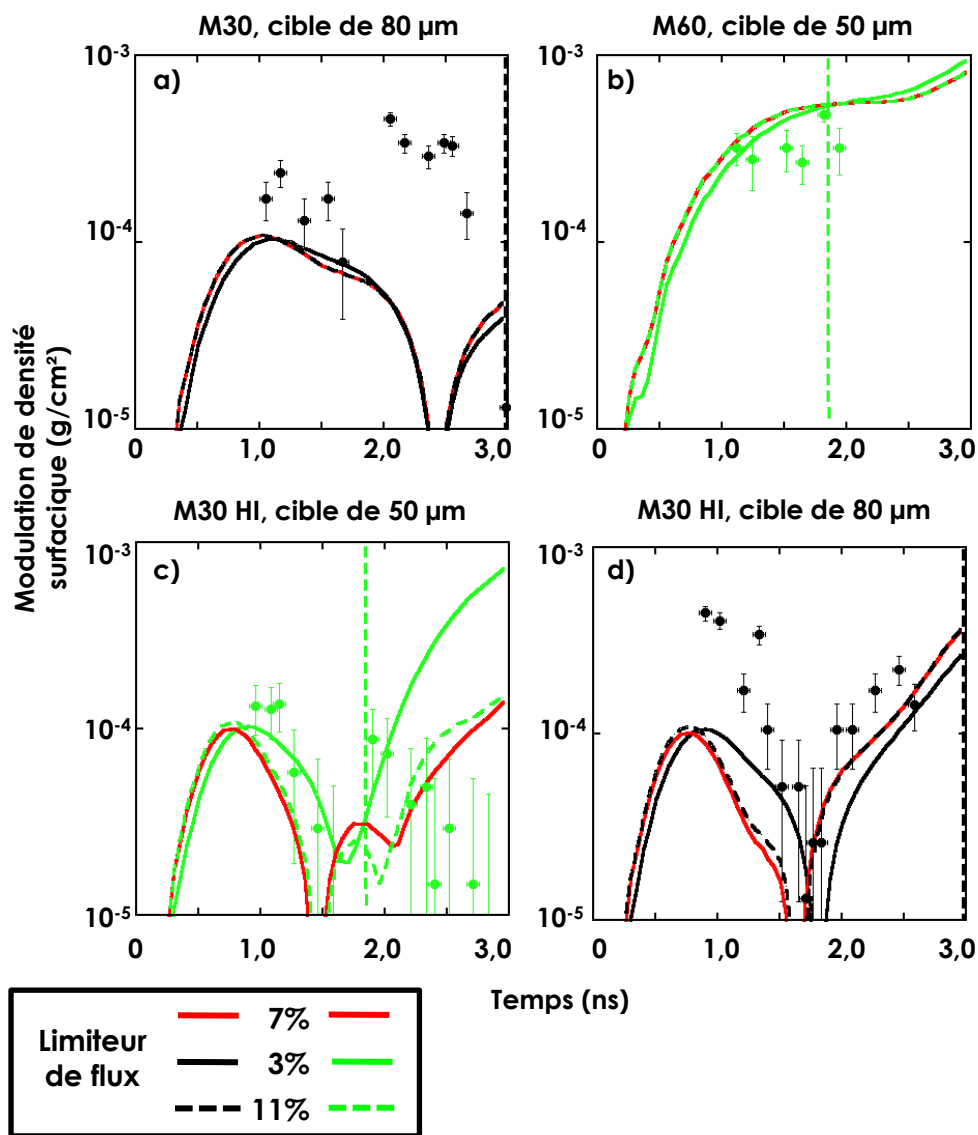 M30, cible de 80 µm
M60, cible de 50 µm
10⁻³
a)
10⁻⁴
10⁻⁵
0 1,0 2,0 3,0
10⁻³
b)
10⁻⁴
10⁻⁵
0 1,0 2,0 3,0
Modulation de densité
surfacique (g/cm²)
M30 HI, cible de 50 µm
M30 HI, cible de 80 µm
10⁻³
c)
10⁻⁴
10⁻⁵
0 1,0 2,0 3,0
10⁻³
d)
10⁻⁴
10⁻⁵
0 1,0 2,0 3,0
Temps (ns)
Limiteur
de flux
7%
3%
11%